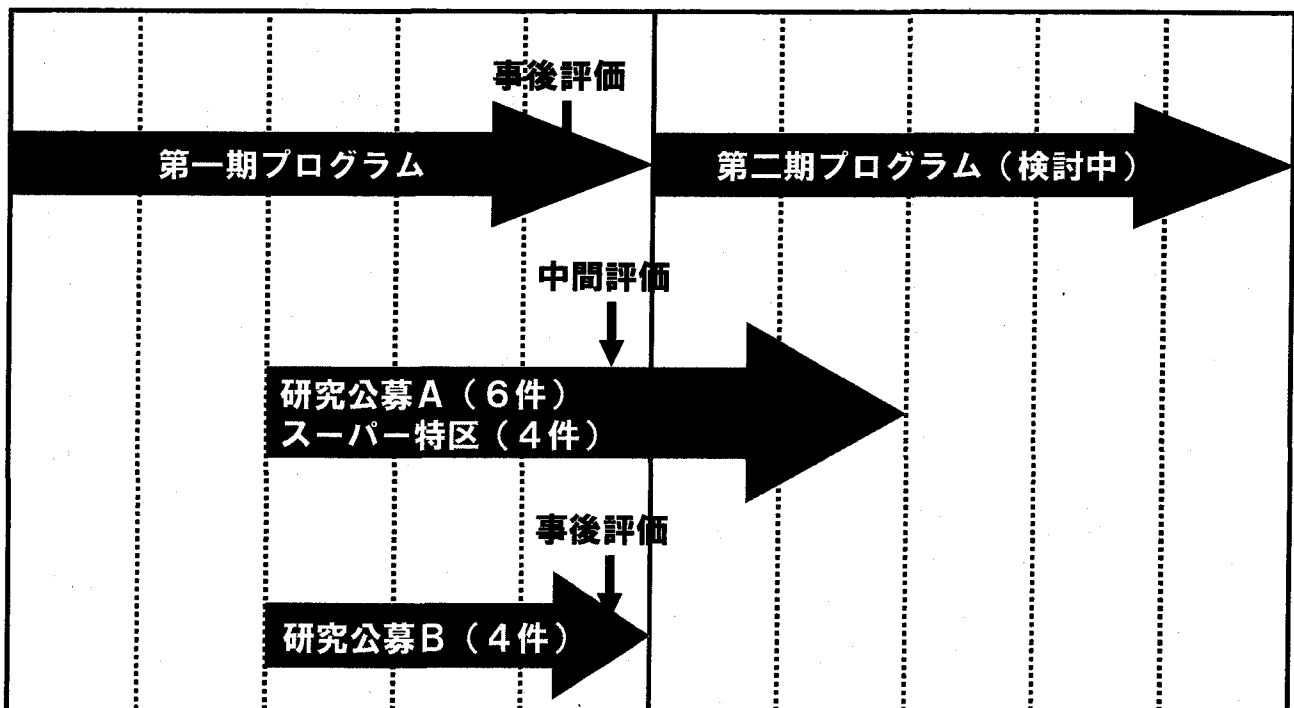 事後評価
第一期プログラム
第二期プログラム（検討中）
中間評価
研究公募A（6件）
スーパー特区（4件）
事後評価
研究公募B（4件）